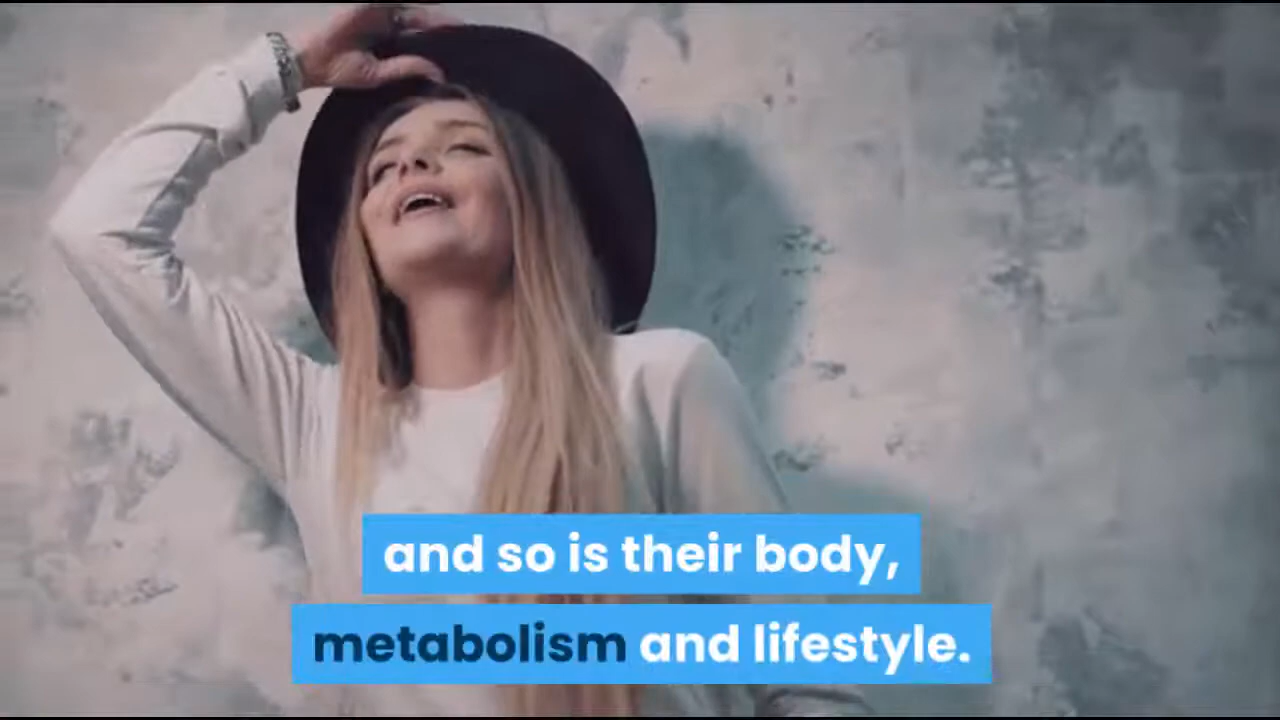 and so is their body,
metabolism and lifestyle.